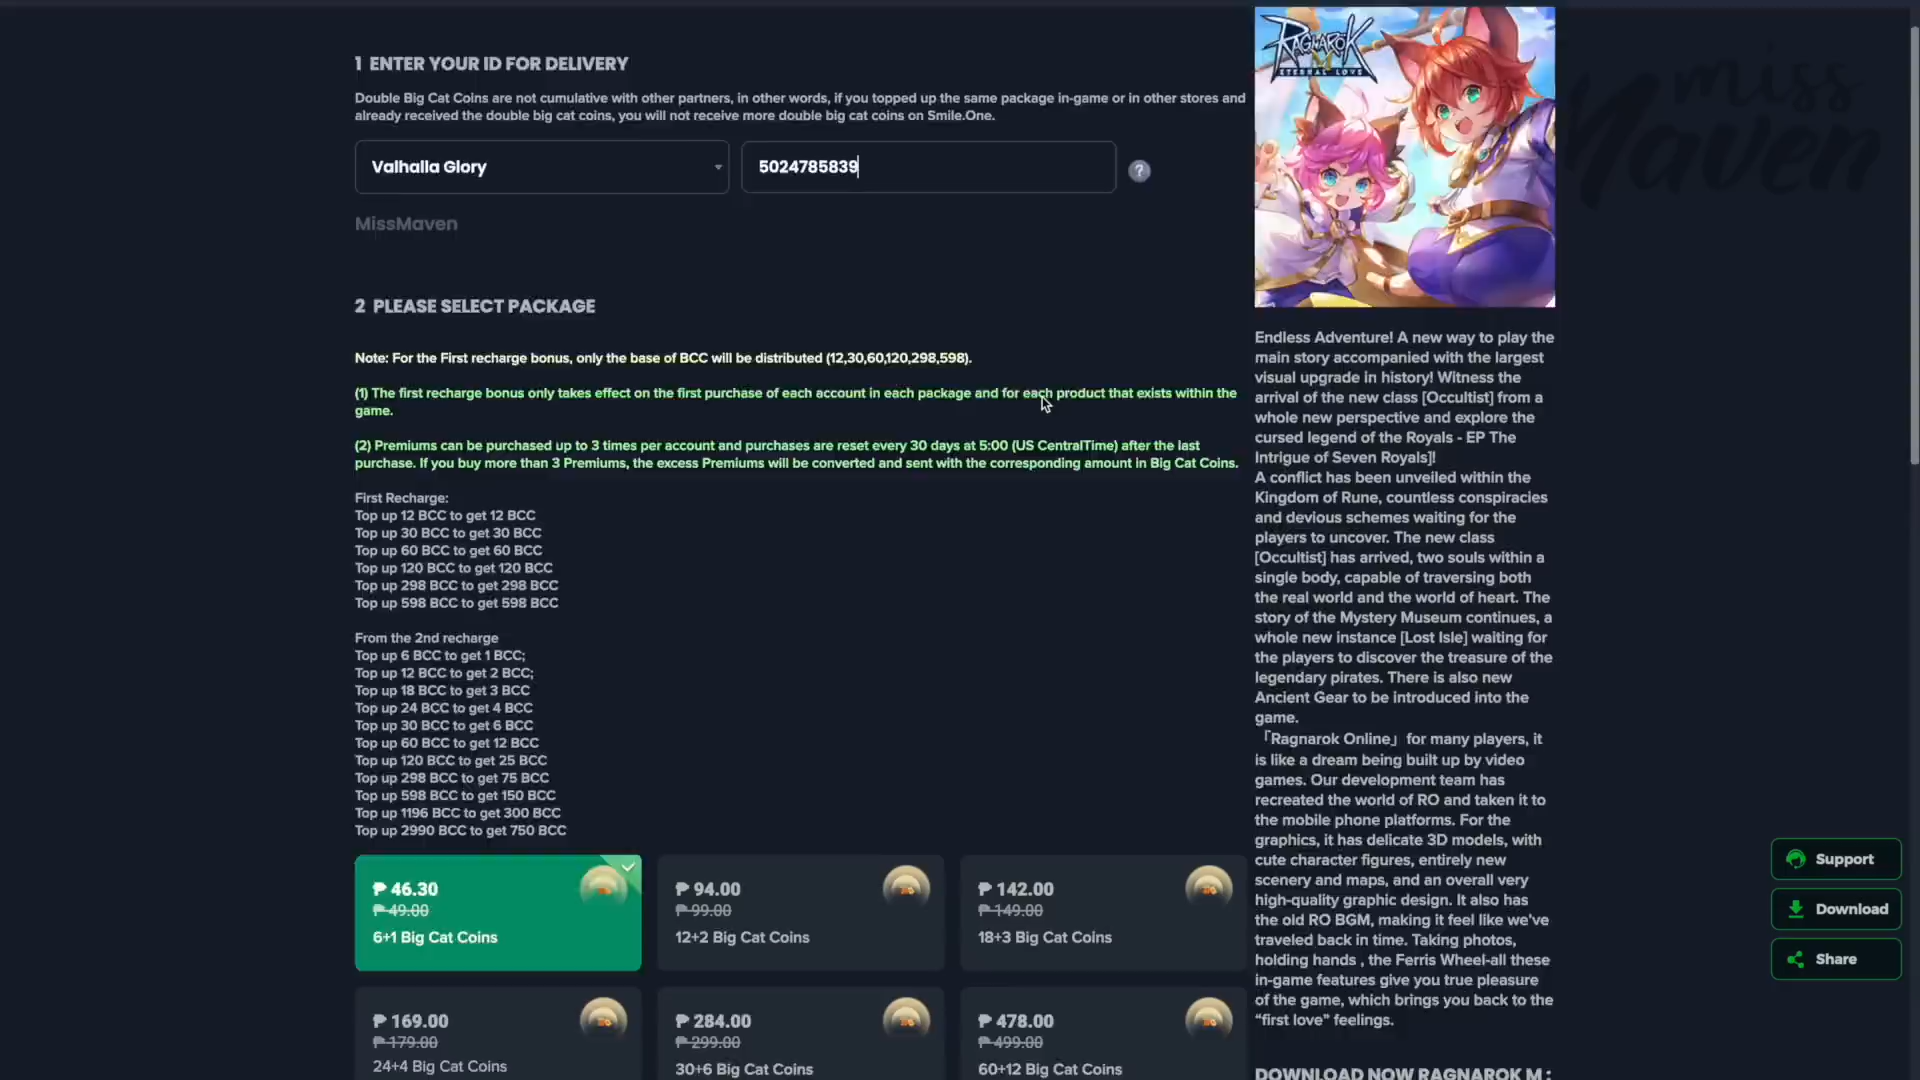 1 ENTER YOUR ID FOR DELIVERY
Double Big Cat Coins are not cumulative with other partners, in other words, if you topped up the same package in-game or in other stores and
already received the double big cat coins, you will not receive more double big cat coins on Smile.One.
Valhalla Glory
5024785839
?
MissMaven
2 PLEASE SELECT PACKAGE
Note: For the First recharge bonus, only the base of BCC will be distributed (12,30,60,120,298,598).
(1) The first recharge bonus only takes effect on the first purchase of each account in each package and for each product that exists within the
game.
(2) Premiums can be purchased up to 3 times per account and purchases are reset every 30 days at 5:00 (US CentralTime) after the last
purchase. If you buy more than 3 Premiums, the excess Premiums will be converted and sent with the corresponding amount in Big Cat Coins.
First Recharge:
Top up 12 BCC to get 12 BCC
Top up 30 BCC to get 30 BCC
Top up 60 BCC to get 60 BCC
Top up 120 BCC to get 120 BCC
Top up 298 BCC to get 298 BCC
Top up 598 BCC to get 598 BCC
From the 2nd recharge
Top up 6 BCC to get 1 BCC;
Top up 12 BCC to get 2 BCC;
Top up 18 BCC to get 3 BCC
Top up 24 BCC to get 4 BCC
Top up 30 BCC to get 6 BCC
Top up 60 BCC to get 12 BCC
Top up 120 BCC to get 25 BCC
Top up 298 BCC to get 75 BCC
Top up 598 BCC to get 150 BCC
Top up 1196 BCC to get 300 BCC
Top up 2990 BCC to get 750 BCC
₱ 46.30
₱ 49.00
6+1 Big Cat Coins
₱ 94.00
₱ 99.00
12+2 Big Cat Coins
₱ 142.00
₱ 149.00
18+3 Big Cat Coins
₱ 169.00
₱ 179.00
24+4 Big Cat Coins
₱ 284.00
₱ 299.00
30+6 Big Cat Coins
₱ 478.00
₱ 499.00
60+12 Big Cat Coins
RAGNAROK
M
ETERNAL LOVE
miss
Maven
Endless Adventure! A new way to play the
main story accompanied with the largest
visual upgrade in history! Witness the
arrival of the new class [Occultist] from a
whole new perspective and explore the
cursed legend of the Royals - EP The
Intrigue of Seven Royals]!
A conflict has been unveiled within the
Kingdom of Rune, countless conspiracies
and devious schemes waiting for the
players to uncover. The new class
[Occultist] has arrived, two souls within a
single body, capable of traversing both
the real world and the world of heart. The
story of the Mystery Museum continues, a
whole new instance [Lost Isle] waiting for
the players to discover the treasure of the
legendary pirates. There is also new
Ancient Gear to be introduced into the
game.
「Ragnarok Online」for many players, it
is like a dream being built up by video
games. Our development team has
recreated the world of RO and taken it to
the mobile phone platforms. For the
graphics, it has delicate 3D models, with
cute character figures, entirely new
scenery and maps, and an overall very
high-quality graphic design. It also has
the old RO BGM, making it feel like we've
traveled back in time. Taking photos,
holding hands , the Ferris Wheel-all these
in-game features give you true pleasure
of the game, which brings you back to the
“first love” feelings.
DOWNLOAD NOW RAGNAROK M :
Support
Download
Share